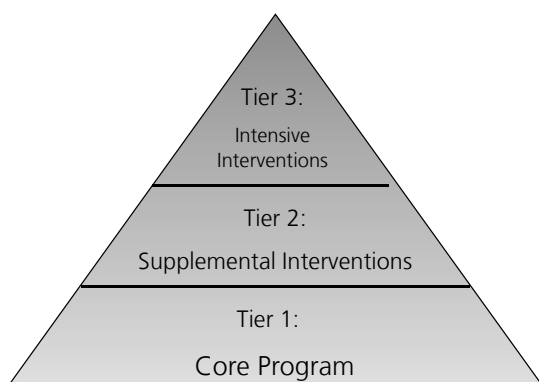 Tier 3:
Intensive
Interventions
Tier 2:
Supplemental Interventions
Tier 1:
Core Program